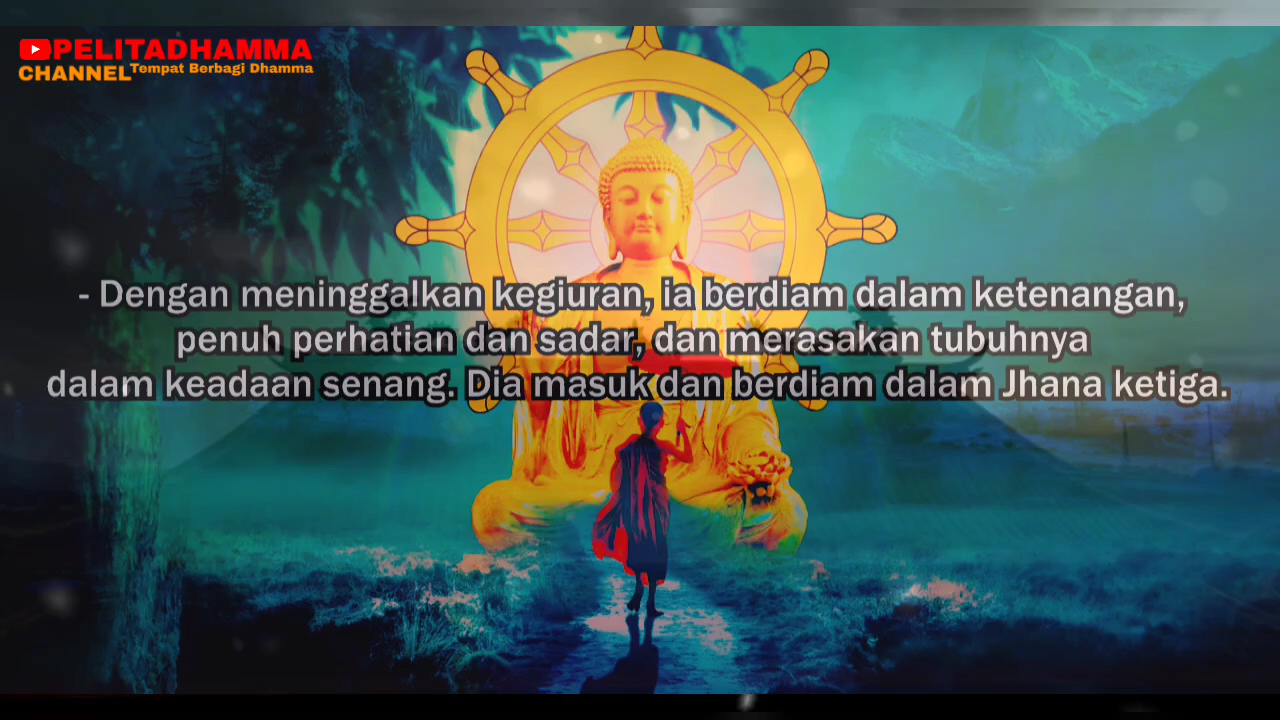 PELITADHAMMA
CHANNEL Tempat Berbagi Dhamma
- Dengan meninggalkan kegiuran, ia berdiam dalam ketenangan,
penuh perhatian dan sadar, dan merasakan tubuhnya
dalam keadaan senang. Dia masuk dan berdiam dalam Jhana ketiga.